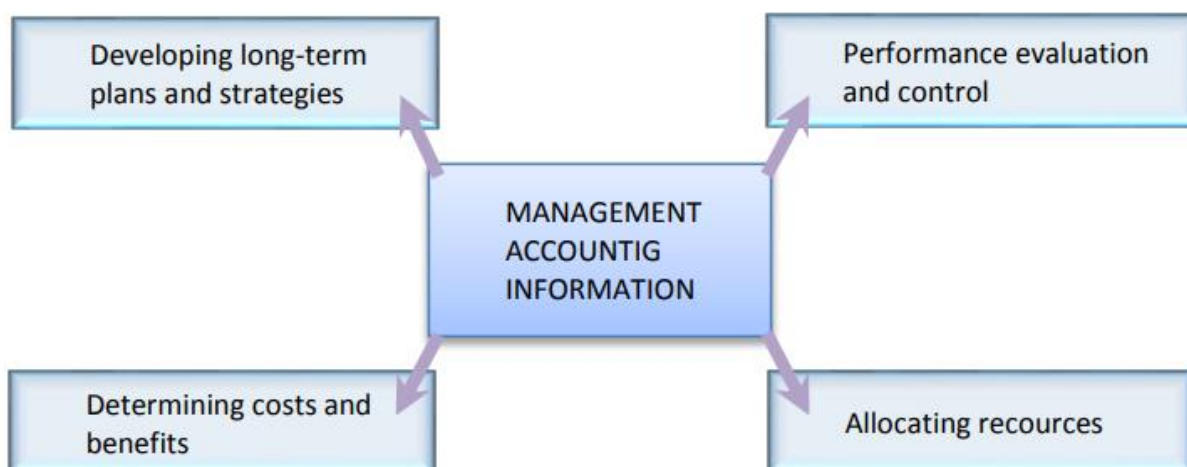 Developing long-term
plans and strategies
Performance evaluation
and control
MANAGEMENT
ACCOUNTIG
INFORMATION
Determining costs and
benefits
Allocating recources